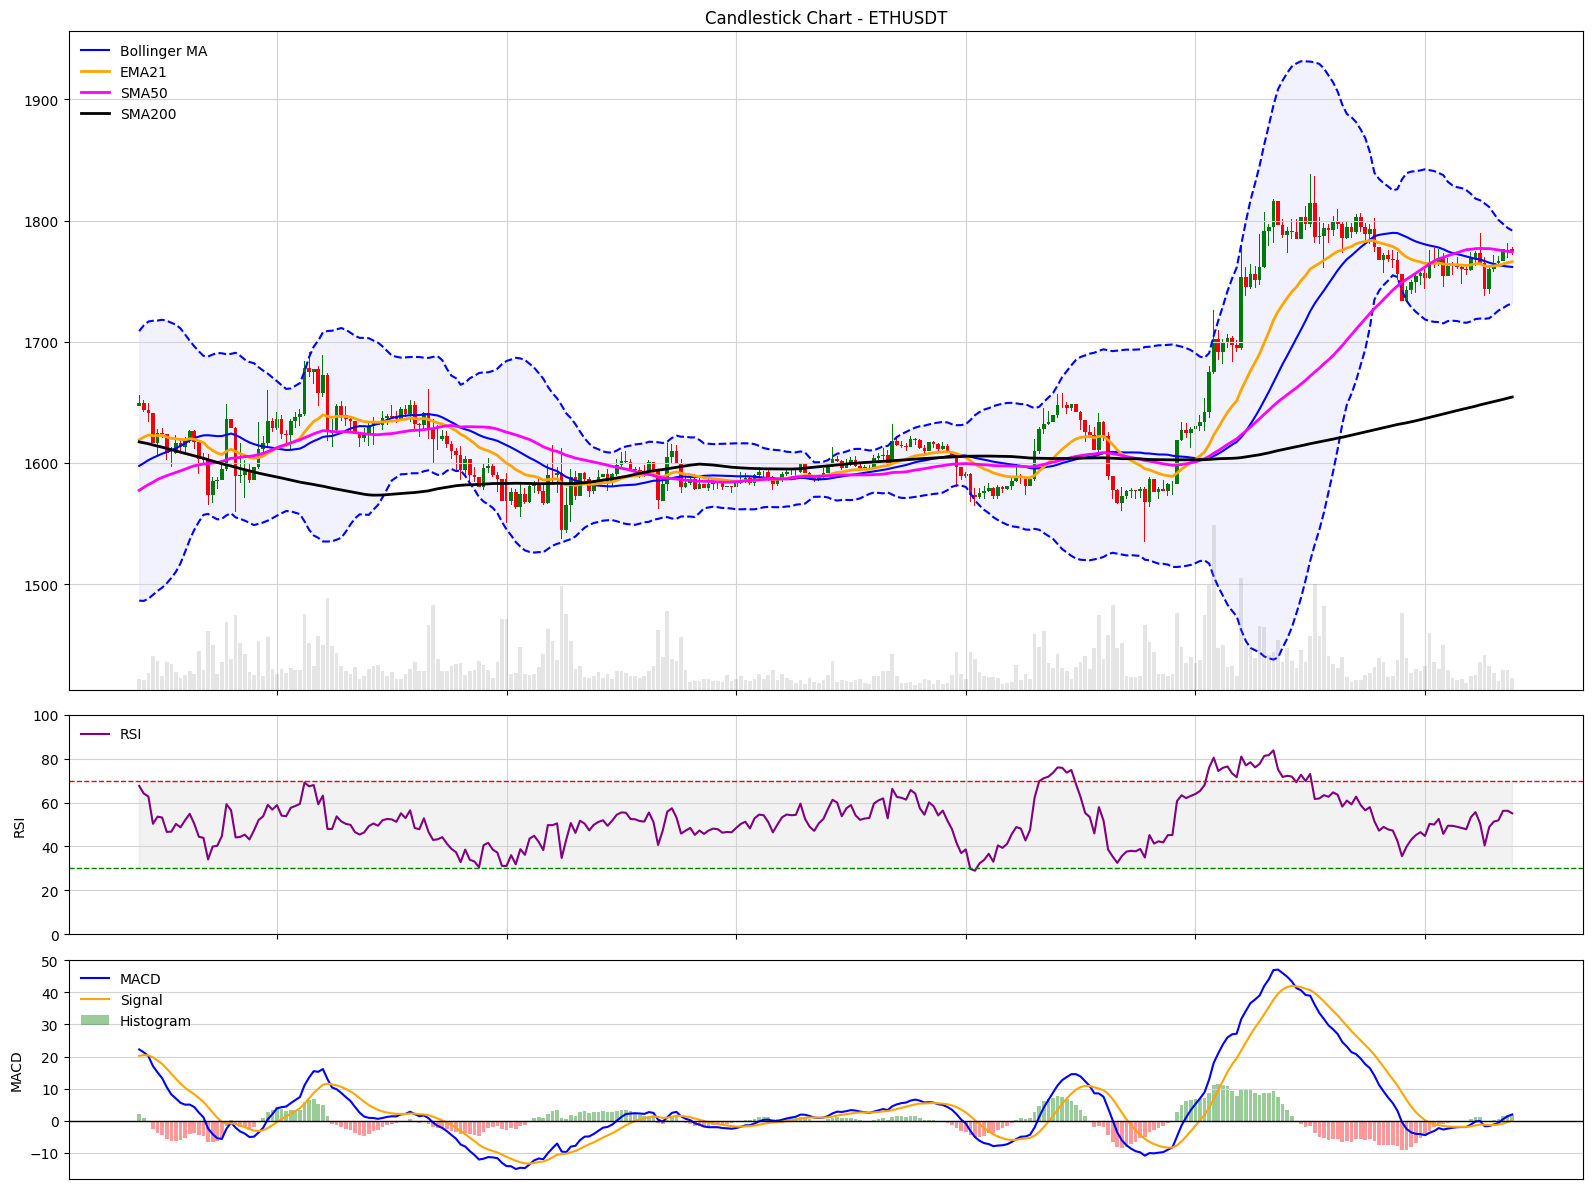 Candlestick Chart - ETHUSDT
Bollinger MA
EMA21
SMA50
SMA200
1900
1800
1700
1600
1500
RSI
100
80
60
40
20
0
RSI
MACD
Signal
Histogram
50
40
30
20
10
0
−10
MACD